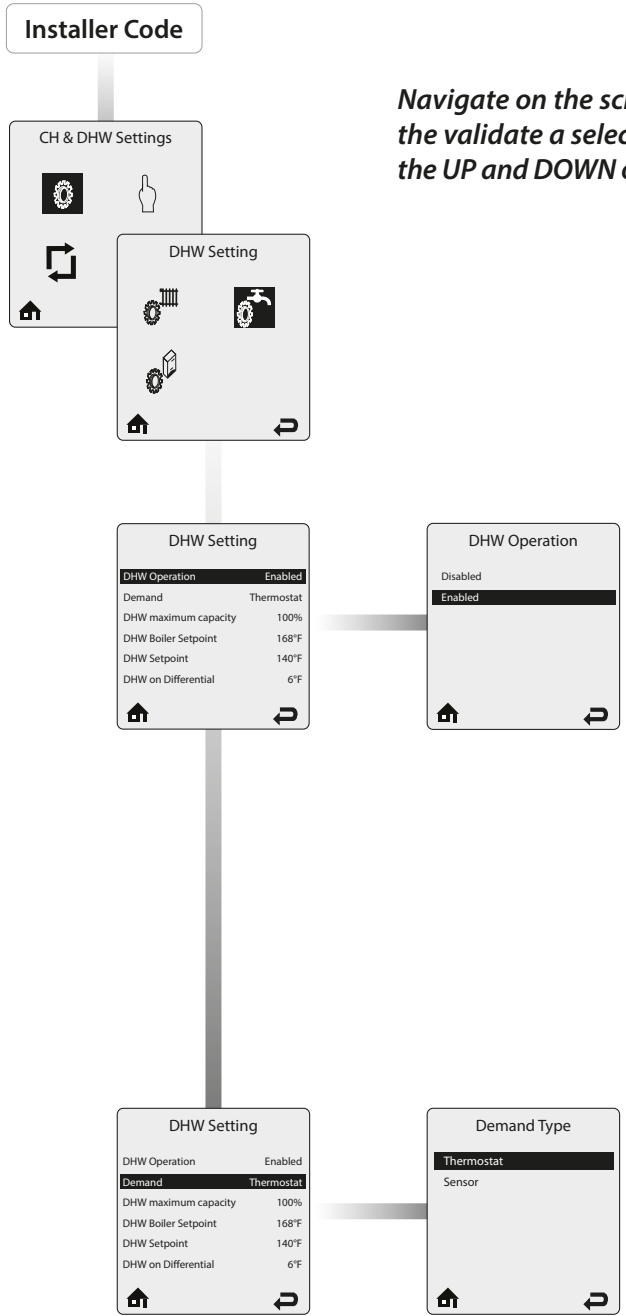 Installer Code
Navigate on the
the validate a
the UP and DOWN
CH & DHW Settings
DHW Setting
DHW Setting
DHW Operation Enabled
Demand Thermostat
DHW maximum capacity 100%
DHW Boiler Setpoint 168°F
DHW Setpoint 140°F
DHW on Differential 6°F
DHW Operation
Disabled
Enabled
DHW Setting
DHW Operation Enabled
Demand Thermostat
DHW maximum capacity 100%
DHW Boiler Setpoint 168°F
DHW Setpoint 140°F
DHW on Differential 6°F
Demand Type
Thermostat
Sensor